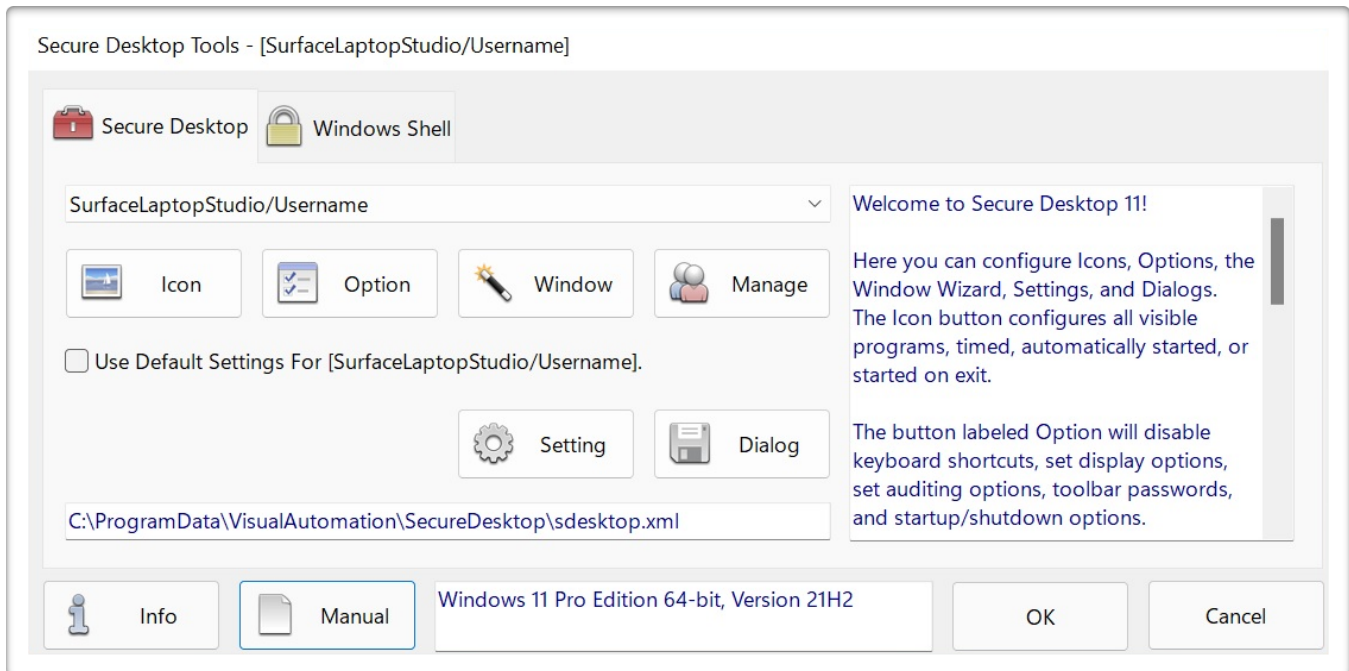 Secure Desktop Tools - [SurfaceLaptopStudio/Username]
Secure Desktop
Windows Shell
SurfaceLaptopStudio/Username
Icon
Option
Window
Manage
Use Default Settings For [SurfaceLaptopStudio/Username].
Setting
Dialog
C:\ProgramData\VisualAutomation\SecureDesktop\sdesktop.xml
Welcome to Secure Desktop 11!
Here you can configure Icons, Options, the
Window Wizard, Settings, and Dialogs.
The Icon button configures all visible
programs, timed, automatically started, or
started on exit.
The button labeled Option will disable
keyboard shortcuts, set display options,
set auditing options, toolbar passwords,
and startup/shutdown options.
Info
Manual
Windows 11 Pro Edition 64-bit, Version 21H2
OK
Cancel